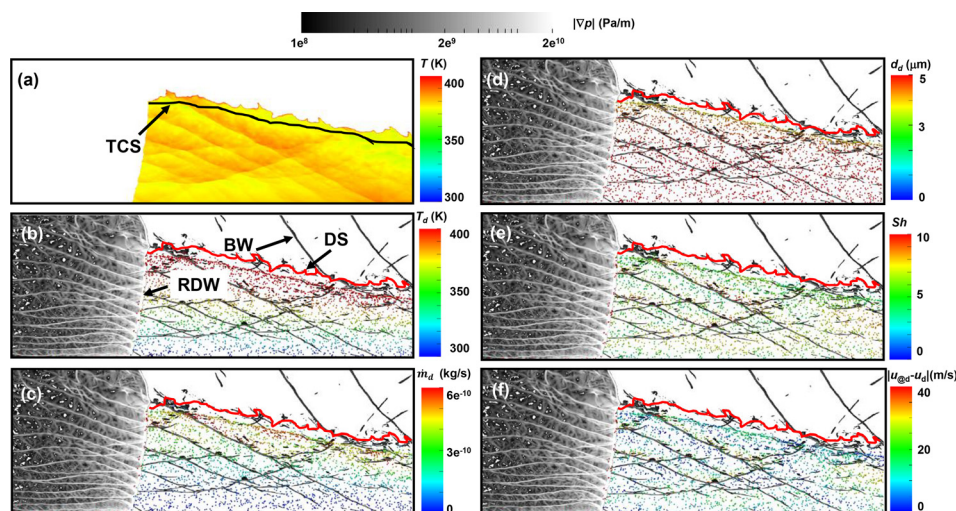 |∇p| (Pa/m)
1e⁸ 2e⁹ 2e¹⁰
(a)
TCS
T
(K)
400
350
300
(b)
BW
DS
RDW
T_d (K)
400
350
300
(c)
ṁ_d (kg/s)
6e⁻¹⁰
3e⁻¹⁰
0
(d)
d_d (μm)
5
3
0
(e)
Sh
10
5
0
(f)
|u_@d-u_d|(m/s)
40
20
0